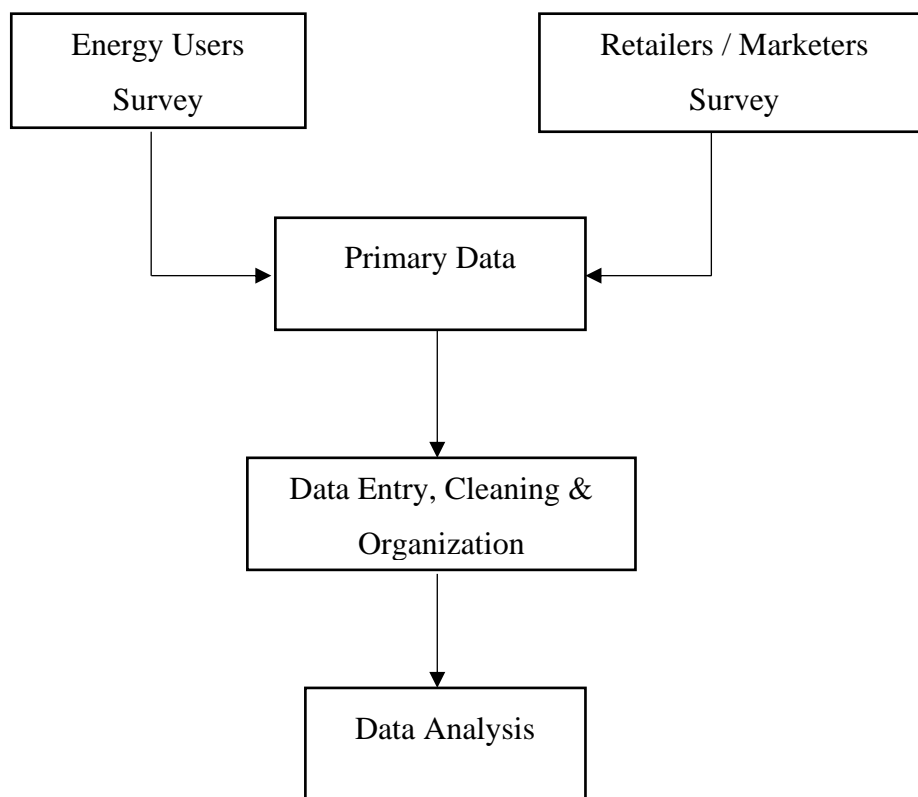 Energy Users
Survey
Retailers / Marketers
Survey
Primary Data
Data Entry, Cleaning &
Organization
Data Analysis